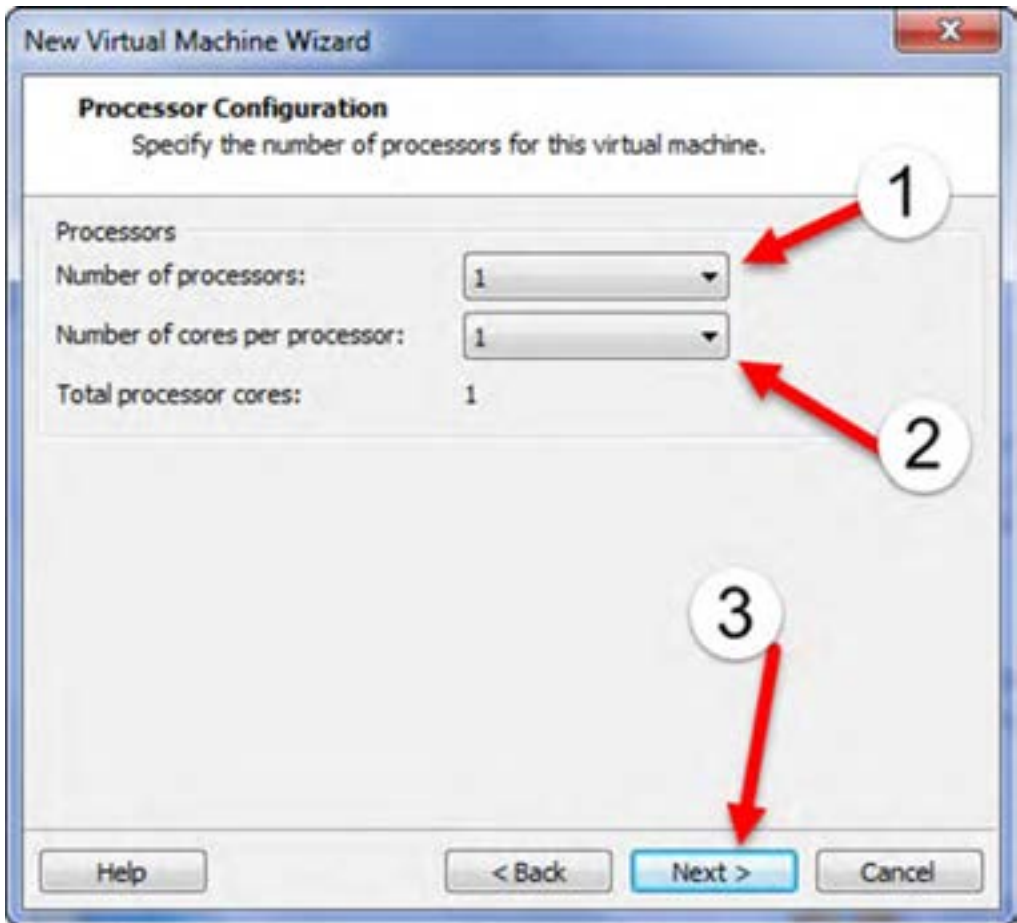 New Virtual Machine Wizard
x
Processor Configuration
Specify the number of processors for this virtual machine.
1
Processors
Number of processors: 1
Number of cores per processor: 1
Total processor cores: 1
2
3
Help < Back Next > Cancel